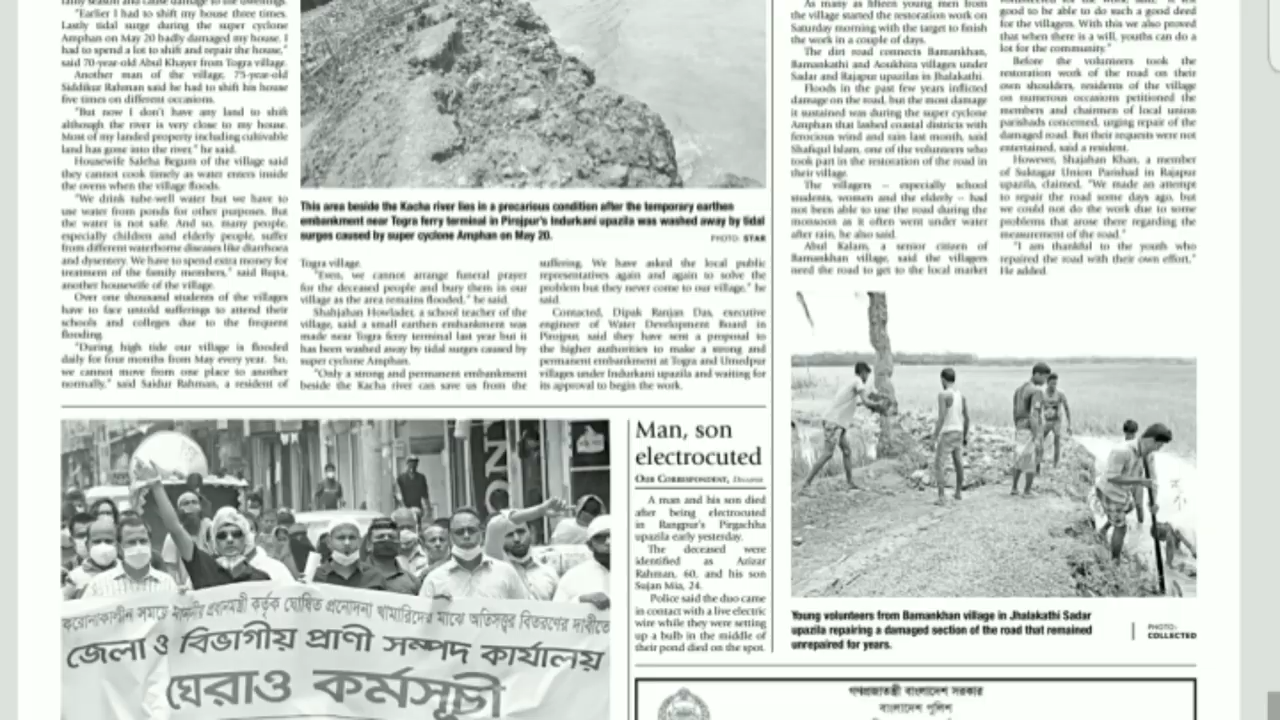 "Earlier I had to shift my house three times.
Lastly tidal surge during the super cyclone
Amphan on May 20 badly damaged my house. I
had to spend a lot to shift and repair the house,"
said 70-year-old Abul Khayer from Togra village.
Another man of the village, 75-year-old
Siddikur Rahman said he had to shift his house
five times on different occasions.
"But now I don't have any land to shift
although the river is very close to my house.
Most of my landed property including cultivable
land has gone into the river," he said.
Housewife Saleha Begum of the village said
they cannot cook timely as water enters inside
the ovens when the village floods.
"We drink tube-well water but we have to
use water from ponds for other purposes. But
the water is not safe. And so, many people,
especially children and elderly people, suffer
from different waterborne diseases like diarrhoea
and dysentery. We have to spend extra money for
treatment of the family members," said Rupa,
another housewife of the village.
Over one thousand students of the villages
have to face untold sufferings to attend their
schools and colleges due to the frequent
flooding.
"During high tide our village is flooded
daily for four months from May every year. So,
we cannot move from one place to another
normally," said Saidur Rahman, a resident of
This area beside the Kacha river lies in a precarious condition after the temporary earthen
embankment near Togra ferry terminal in Pirojpur's Indurkani upazila was washed away by tidal
surges caused by super cyclone Amphan on May 20.
PHOTO: STAR
Togra village.
"Even, we cannot arrange funeral prayer
for the deceased people and bury them in our
village as the area remains flooded," he said.
Shahjahan Howlader, a school teacher of the
village, said a small earthen embankment was
made near Togra ferry terminal last year but it
has been washed away by tidal surges caused by
super cyclone Amphan.
"Only a strong and permanent embankment
beside the Kacha river can save us from the
suffering. We have asked the local public
representatives again and again to solve the
problem but they never come to our village," he
said.
Contacted, Dipak Ranjan Das, executive
engineer of Water Development Board in
Pirojpur, said they have sent a proposal to
the higher authorities to make a strong and
permanent embankment at Togra and Umedpur
villages under Indurkani upazila and waiting for
its approval to begin the work.
As many as fifteen young men from
the village started the restoration work on
Saturday morning with the target to finish
the work in a couple of days.
The dirt road connects Bamankhan,
Bamankathi and Aoukhira villages under
Sadar and Rajapur upazilas in Jhalakathi.
Floods in the past few years inflicted
damage on the road, but the most damage
it sustained was during the super cyclone
Amphan that lashed coastal districts with
ferocious wind and rain last month, said
Shafiqul Islam, one of the volunteers who
took part in the restoration of the road in
their village.
The villagers -- especially school
students, women and the elderly -- had
not been able to use the road during the
monsoon as it often went under water
after rain, he also said.
Abul Kalam, a senior citizen of
Bamankhan village, said the villagers
need the road to get to the local market
good to be able to do such a good deed
for the villagers. With this we also proved
that when there is a will, youths can do a
lot for the community."
Before the volunteers took the
restoration work of the road on their
own shoulders, residents of the village
on numerous occasions petitioned the
members and chairmen of local union
parishads concerned, urging repair of the
damaged road. But their requests were not
entertained, said a resident.
However, Shajahan Khan, a member
of Suktagar Union Parishad in Rajapur
upazila, claimed, "We made an attempt
to repair the road some days ago, but
we could not do the work due to some
problems that arose there regarding the
measurement of the road."
"I am thankful to the youth who
repaired the road with their own effort."
He added.
Young volunteers from Bamankhan village in Jhalakathi Sadar
upazila repairing a damaged section of the road that remained
unrepaired for years.
PHOTO:
COLLECTED
Man, son
electrocuted
OUR CORRESPONDENT,
A man and his son died
after being electrocuted
in Rangpur's Pirgachha
upazila early yesterday.
The deceased were
identified as Azizar
Rahman, 60, and his son
Sujan Mia, 24.
Police said the duo came
in contact with a live electric
wire while they were setting
up a bulb in the middle of
their pond died on the spot.
করোনাকালীন সময়ে মাননীয় প্রধানমন্ত্রী কর্তৃক ঘোষিত প্রনোদনা খামারিদের মাঝে অতিসত্ত্বর বিতরণের দাবীতে
জেলা ও বিভাগীয় প্রাণী সম্পদ কার্যালয়
ঘেরাও কর্মসূচী
গণপ্রজাতন্ত্রী বাংলাদেশ সরকার
বাংলাদেশ পুলিশ